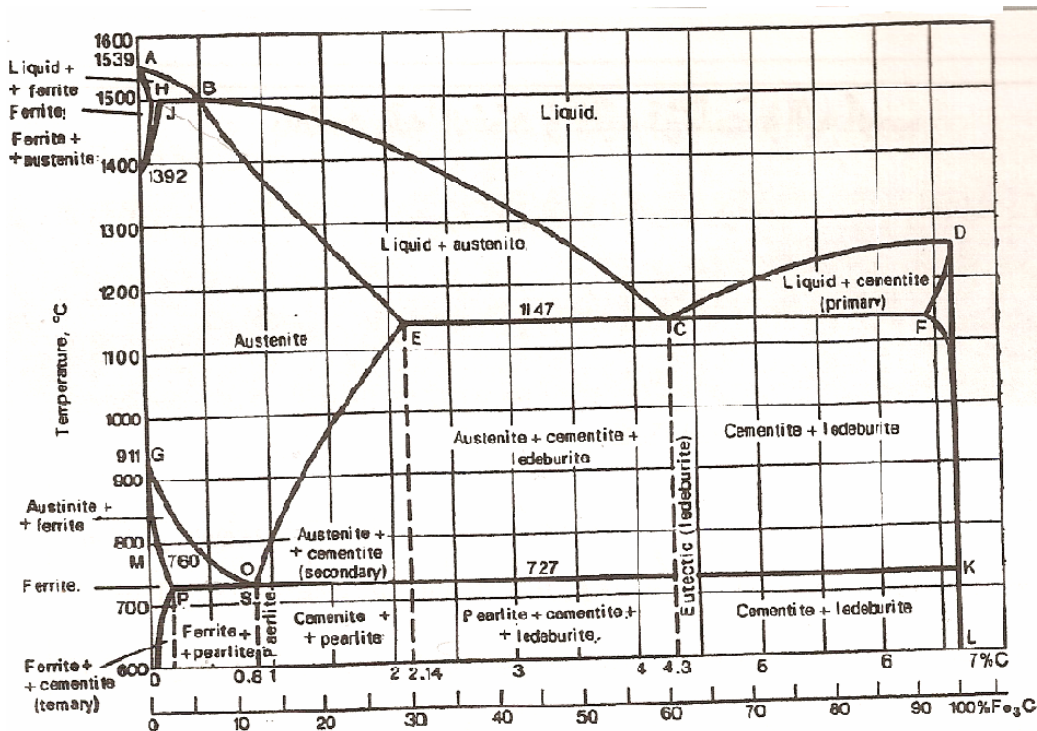 1600
1539
A
Liquid +
+ ferrite
H
B
1500
Ferrite
J
Liquid.
Ferrite +
+ austenite
1400
1392
1300
Liquid + austenito.
D
Liquid + cementite
(primary)
1200
1147
E
C
F
Austenite
1100
Temperature, °C
1000
Austenite + cementite +
ledeburite
Cementite + ledeburite
911
G
900
Eutectic (ledeburite)
Austinite +
+ ferrite
Austenite +
+ cementite
(secondary)
800
M
760
O
727
K
Ferrite.
P
S
700
Ferrite +
+ pearlite
Cemenite +
+ pearlite
Pearlite + cementite +
+ ledeburite.
Cementite + ledeburite
L
Ferrite +
+ cementite
(ternary)
600
0
0.8
1
2
2.14
3
4
4.3
5
6
7%C
0
10
20
30
40
50
60
70
80
90
100%Fe₃C